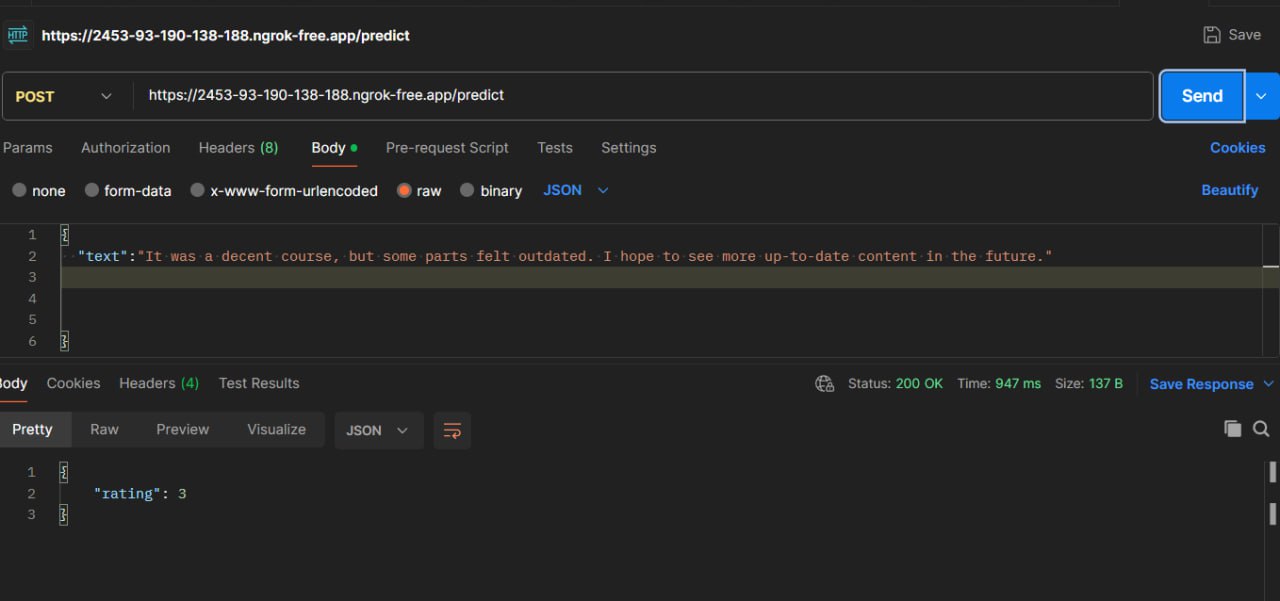 HTTP https://2453-93-190-138-188.ngrok-free.app/predict Save
POST https://2453-93-190-138-188.ngrok-free.app/predict Send
Params Authorization Headers (8) Body Pre-request Script Tests Settings Cookies
none form-data x-www-form-urlencoded raw binary JSON Beautify
1 {
2 "text":"It was a decent course, but some parts felt outdated. I hope to see more up-to-date content in the future."
3
4
5
6 }
Body Cookies Headers (4) Test Results Status: 200 OK Time: 947 ms Size: 137 B Save Response
Pretty Raw Preview Visualize JSON
1 {
2 "rating": 3
3 }